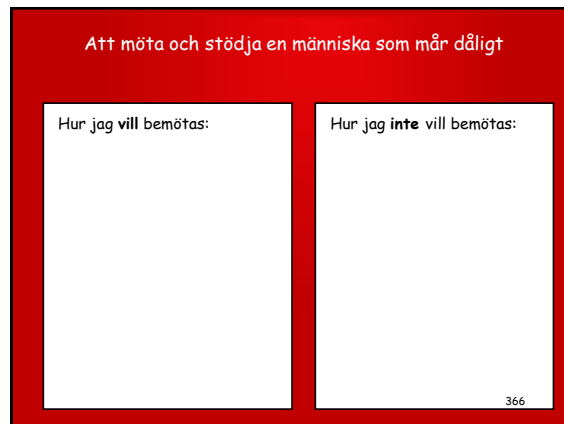 Att möta och stödja en människa som mår dåligt
Hur jag vill bemötas:
Hur jag inte vill bemötas:
366